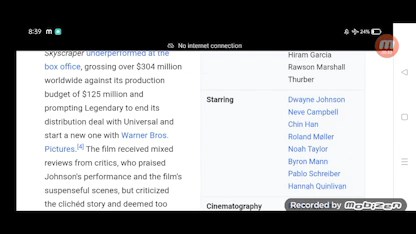 8:39
24%
No internet connection
Skyscraper underperformed at the
box office, grossing over $304 million
worldwide against its production
budget of $125 million and
prompting Legendary to end its
distribution deal with Universal and
start a new one with Warner Bros.
Pictures.[4] The film received mixed
reviews from critics, who praised
Johnson's performance and the film's
suspenseful scenes, but criticized
the clichéd story and deemed too
Hiram Garcia
Rawson Marshall
Thurber
Starring
Dwayne Johnson
Neve Campbell
Chin Han
Roland Møller
Noah Taylor
Byron Mann
Pablo Schreiber
Hannah Quinlivan
Cinematography
Recorded by Mobizen